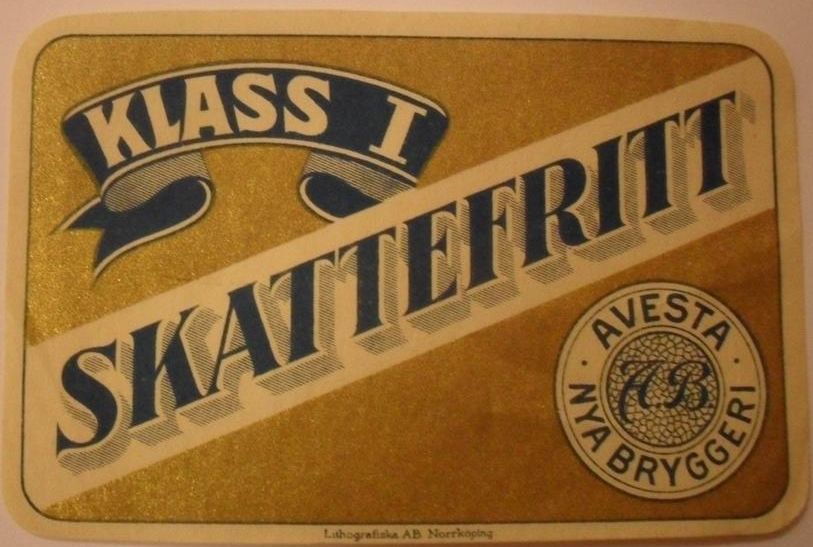 KLASS I
SKATTEFRITT
AVESTA
AB
NYA BRYGGERI
Lithografiska AB Norrköping